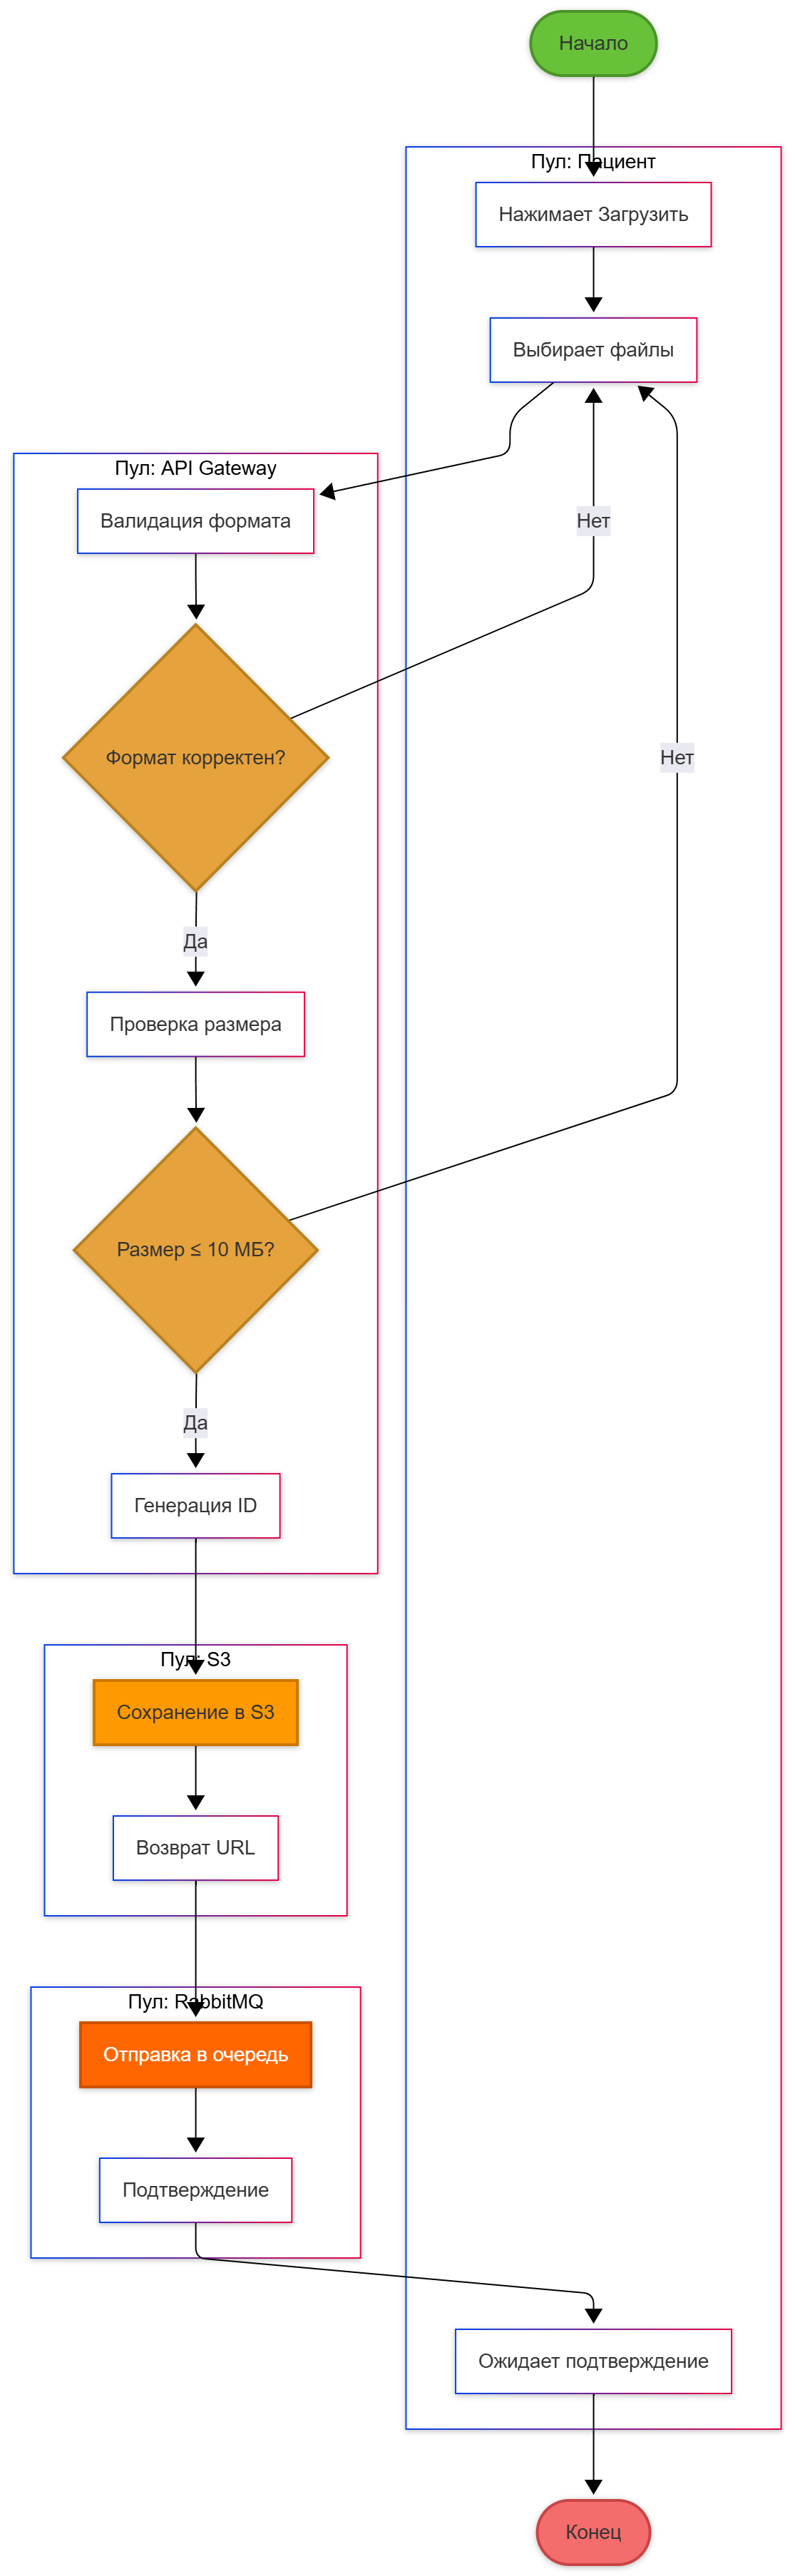 Начало
Пул: Пациент
Нажимает Загрузить
Выбирает файлы
Пул: API Gateway
Валидация формата
Нет
Формат корректен?
Нет
Да
Проверка размера
Размер ≤ 10 МБ?
Да
Генерация ID
Пул: S3
Сохранение в S3
Возврат URL
Пул: RabbitMQ
Отправка в очередь
Подтверждение
Ожидает подтверждение
Конец